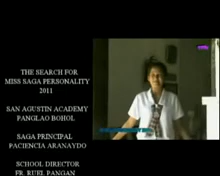 THE SEARCH FOR
MISS SAGA PERSONALITY
2011
SAN AGUSTIN ACADEMY
PANGLAO BOHOL
SAGA PRINCIPAL
PACIENCIA ARANAYDO
SCHOOL DIRECTOR
FR. RUEL PANGAN